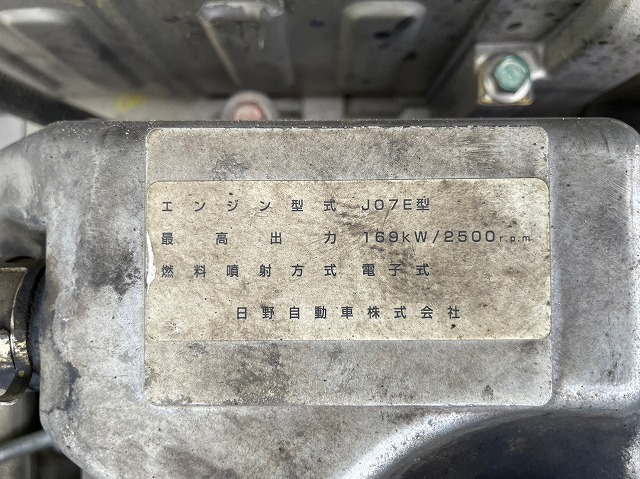 エンジン型式 J07E型
最高出力 169kW/2500r.p.m
燃料噴射方式 電子式
日野自動車株式会社